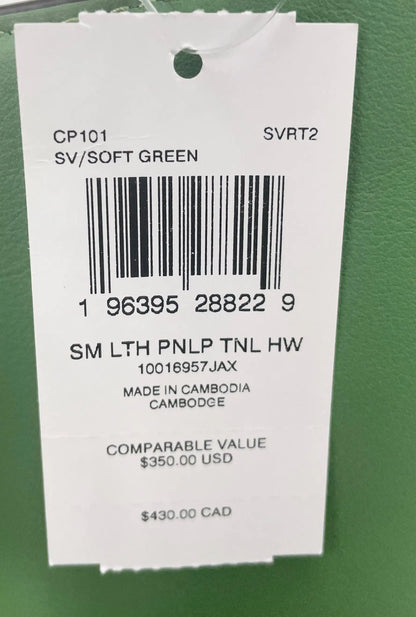 CP101 SVRT2
SV/SOFT GREEN
1 96395 28822 9
SM LTH PNLP TNL HW
10016957JAX
MADE IN CAMBODIA
CAMBODGE
COMPARABLE VALUE
$350.00 USD
$430.00 CAD